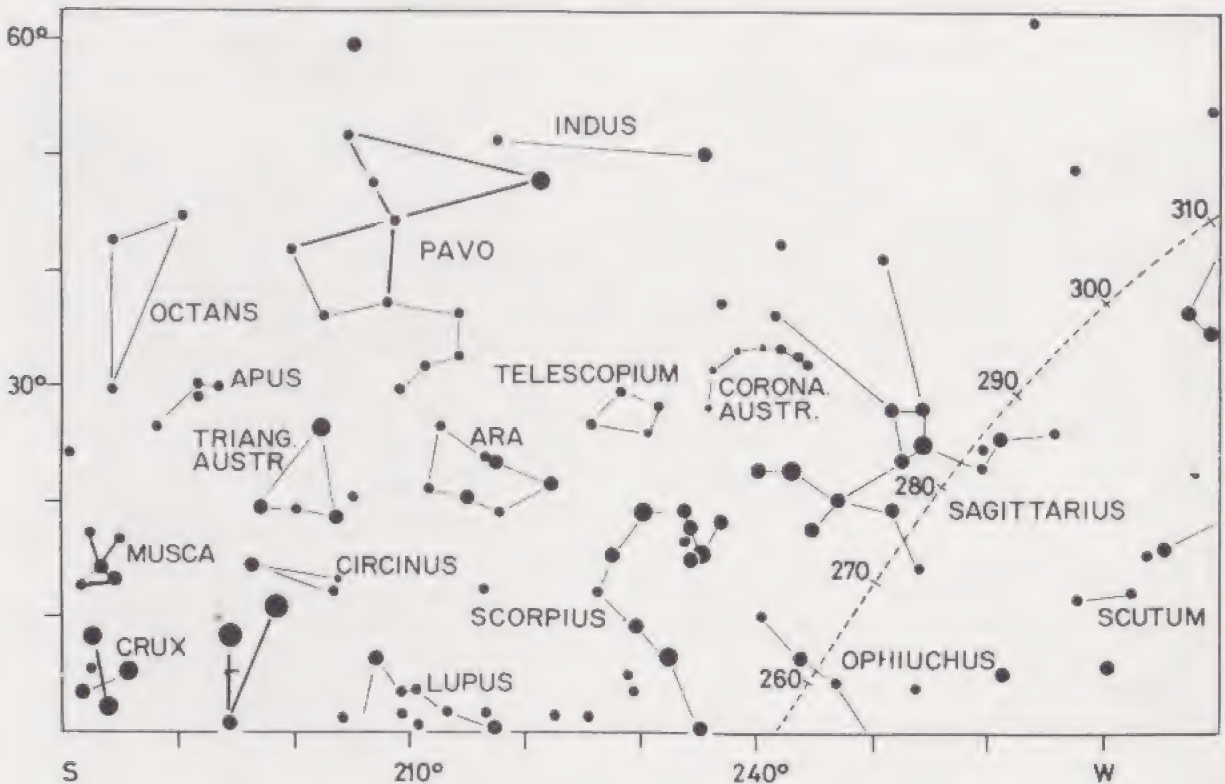 60°
INDUS
310
PAVO
300
OCTANS
30°
APUS
TELESCOPIUM
CORONA.
AUSTR.
290
TRIANG.
AUSTR.
ARA
280
SAGITTARIUS
MUSCA
CIRCINUS
270
SCORPIUS
SCUTUM
CRUX
LUPUS
260
OPHIUCHUS
S
210°
240°
W